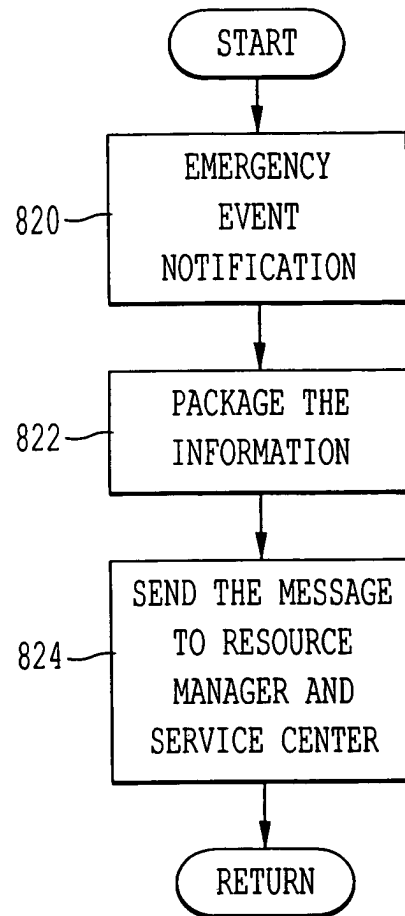 START
820
EMERGENCY
EVENT
NOTIFICATION
822
PACKAGE THE
INFORMATION
824
SEND THE MESSAGE
TO RESOURCE
MANAGER AND
SERVICE CENTER
RETURN